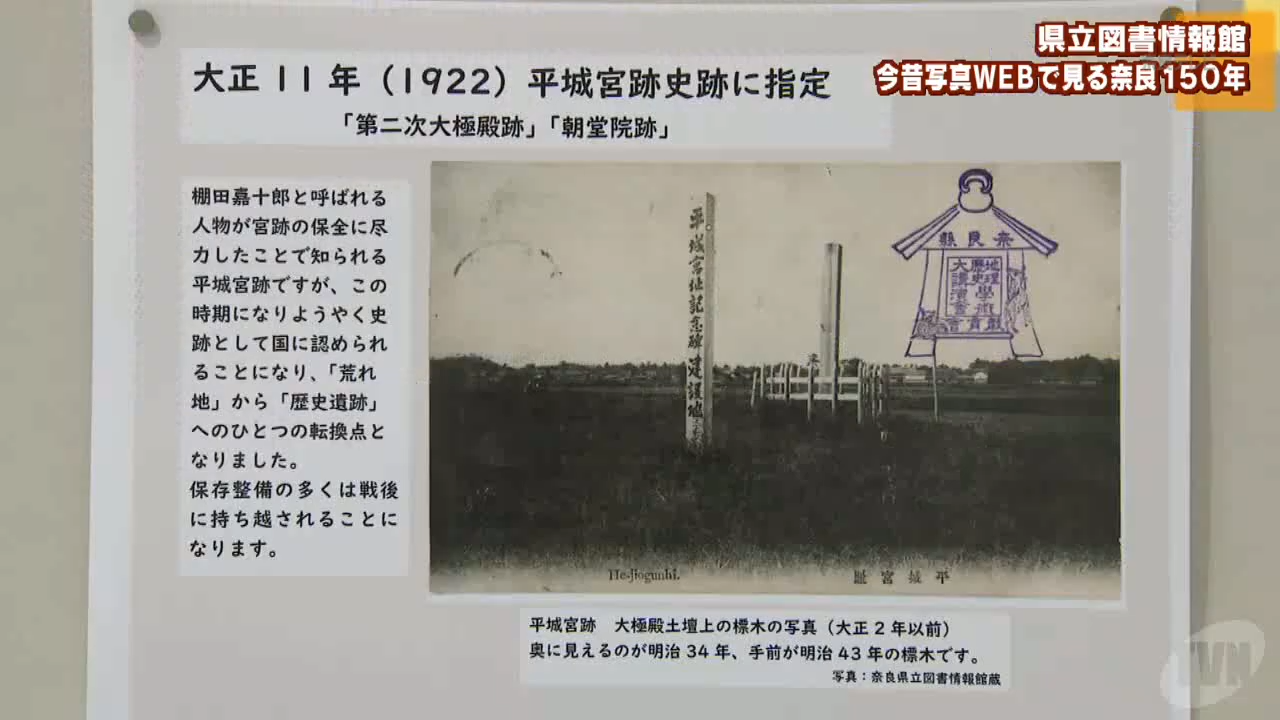 県立図書情報館
今昔写真WEBで見る奈良150年
大正11年（1922）平城宮跡史跡に指定
「第二次大極殿跡」「朝堂院跡」
棚田嘉十郎と呼ばれる
人物が宮跡の保全に尽
力したことで知られる
平城宮跡ですが、この
時期になりようやく史
跡として国に認められ
ることになり、「荒れ
地」から「歴史遺跡」
へのひとつの転換点と
なりました。
保存整備の多くは戦後
に持ち越されることに
なります。
平城宮址記念碑建設地
奈良縣
地理
歴史
學術
大講演會
He-jiogushi.
平城宮趾
平城宮跡　大極殿土壇上の標木の写真（大正2年以前）
奥に見えるのが明治34年、手前が明治43年の標木です。
写真：奈良県立図書情報館蔵